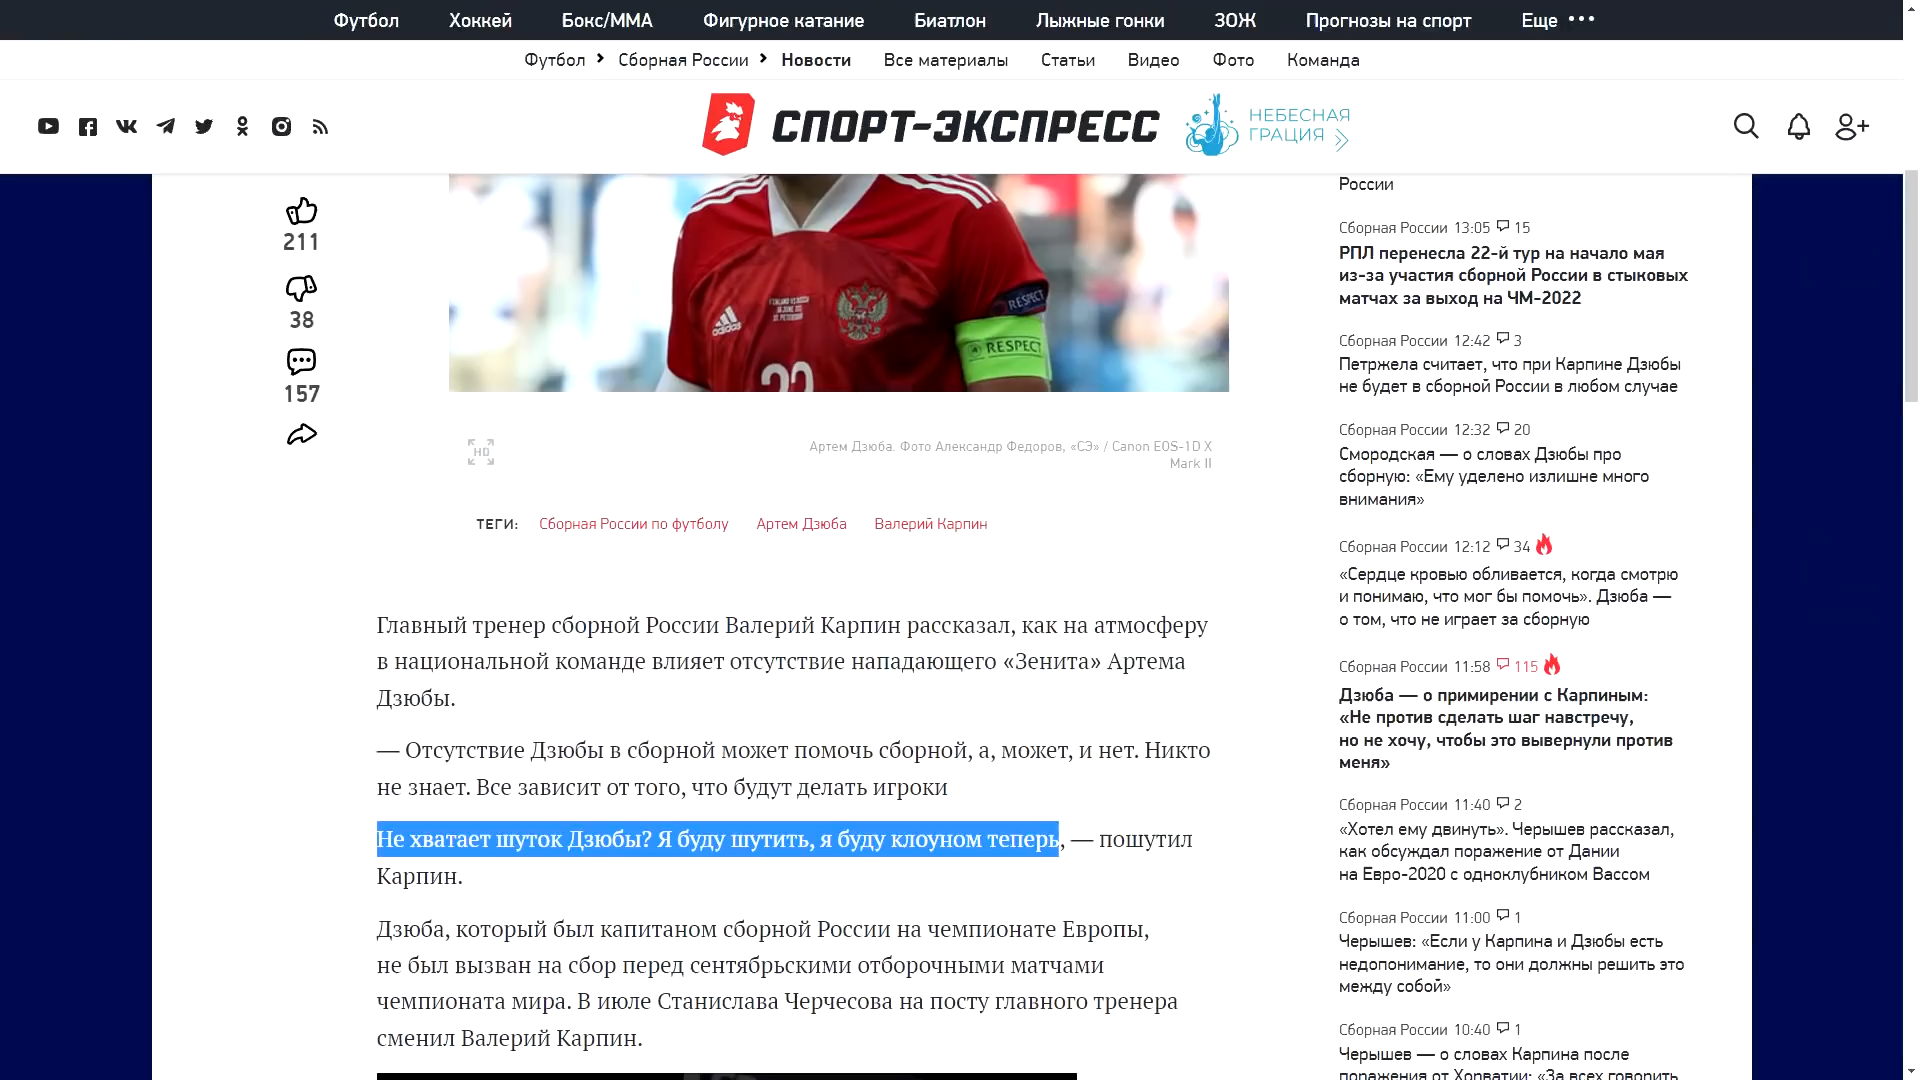 Футбол Хоккей Бокс/ММА Фигурное катание Биатлон Лыжные гонки ЗОЖ Прогнозы на спорт Еще
Футбол Сборная России Новости Все материалы Статьи Видео Фото Команда
СПОРТ-ЭКСПРЕСС
НЕБЕСНАЯ
ГРАЦИЯ
211
38
157
adidas
RESPECT
RESPECT
22
HD
Артем Дзюба. Фото Александр Федоров, «СЭ» / Canon EOS-1D X
Mark II
ТЕГИ: Сборная России по футболу Артем Дзюба Валерий Карпин
Главный тренер сборной России Валерий Карпин рассказал, как на атмосферу
в национальной команде влияет отсутствие нападающего «Зенита» Артема
Дзюбы.
— Отсутствие Дзюбы в сборной может помочь сборной, а, может, и нет. Никто
не знает. Все зависит от того, что будут делать игроки
Не хватает шуток Дзюбы? Я буду шутить, я буду клоуном теперь, — пошутил
Карпин.
Дзюба, который был капитаном сборной России на чемпионате Европы,
не был вызван на сбор перед сентябрьскими отборочными матчами
чемпионата мира. В июле Станислава Черчесова на посту главного тренера
сменил Валерий Карпин.
России
Сборная России 13:05 15
РПЛ перенесла 22-й тур на начало мая
из-за участия сборной России в стыковых
матчах за выход на ЧМ-2022
Сборная России 12:42 3
Петржела считает, что при Карпине Дзюбы
не будет в сборной России в любом случае
Сборная России 12:32 20
Смородская — о словах Дзюбы про
сборную: «Ему уделено излишне много
внимания»
Сборная России 12:12 34
«Сердце кровью обливается, когда смотрю
и понимаю, что мог бы помочь». Дзюба —
о том, что не играет за сборную
Сборная России 11:58 115
Дзюба — о примирении с Карпиным:
«Не против сделать шаг навстречу,
но не хочу, чтобы это вывернули против
меня»
Сборная России 11:40 2
«Хотел ему двинуть». Черышев рассказал,
как обсуждал поражение от Дании
на Евро-2020 с одноклубником Вассом
Сборная России 11:00 1
Черышев: «Если у Карпина и Дзюбы есть
недопонимание, то они должны решить это
между собой»
Сборная России 10:40 1
Черышев — о словах Карпина после
поражения от Хорватии: «За всех говорить